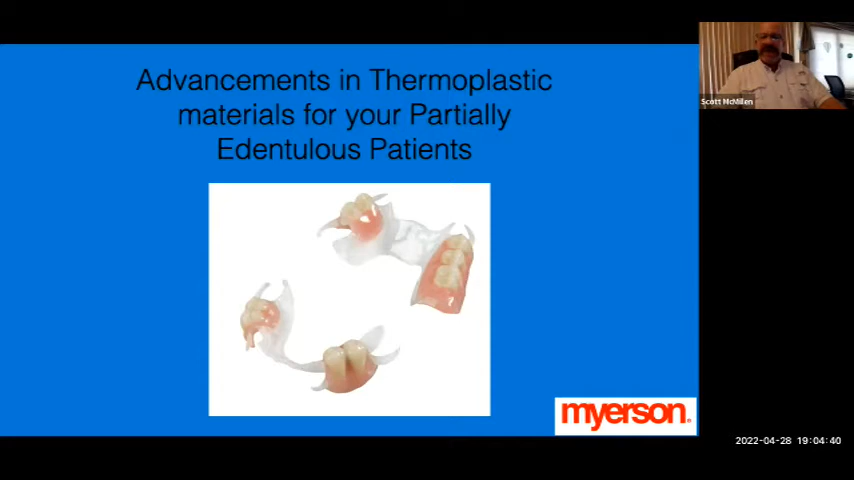 Advancements in Thermoplastic
materials for your Partially
Edentulous Patients
Scott McMillen
myerson®
2022-04-28 19:04:40